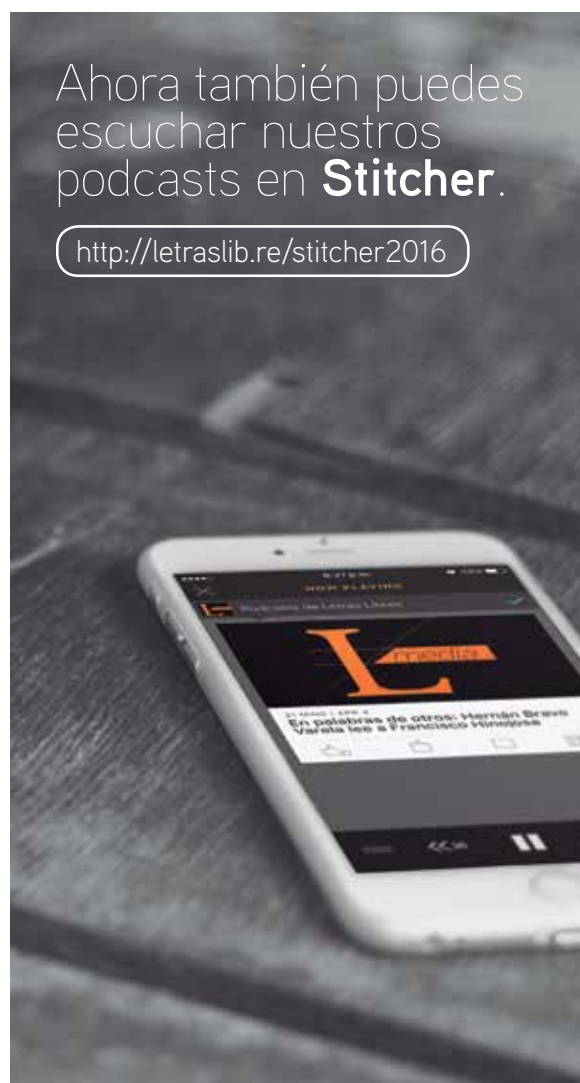 Ahora también puedes
escuchar nuestros
podcasts en Stitcher.
http://letraslib.re/stitcher2016
NOW PLAYING
Podcasts de Letras Libres
L
media
En palabras de otros: Hernán Bravo
Varela lee a Francisco Hinojosa